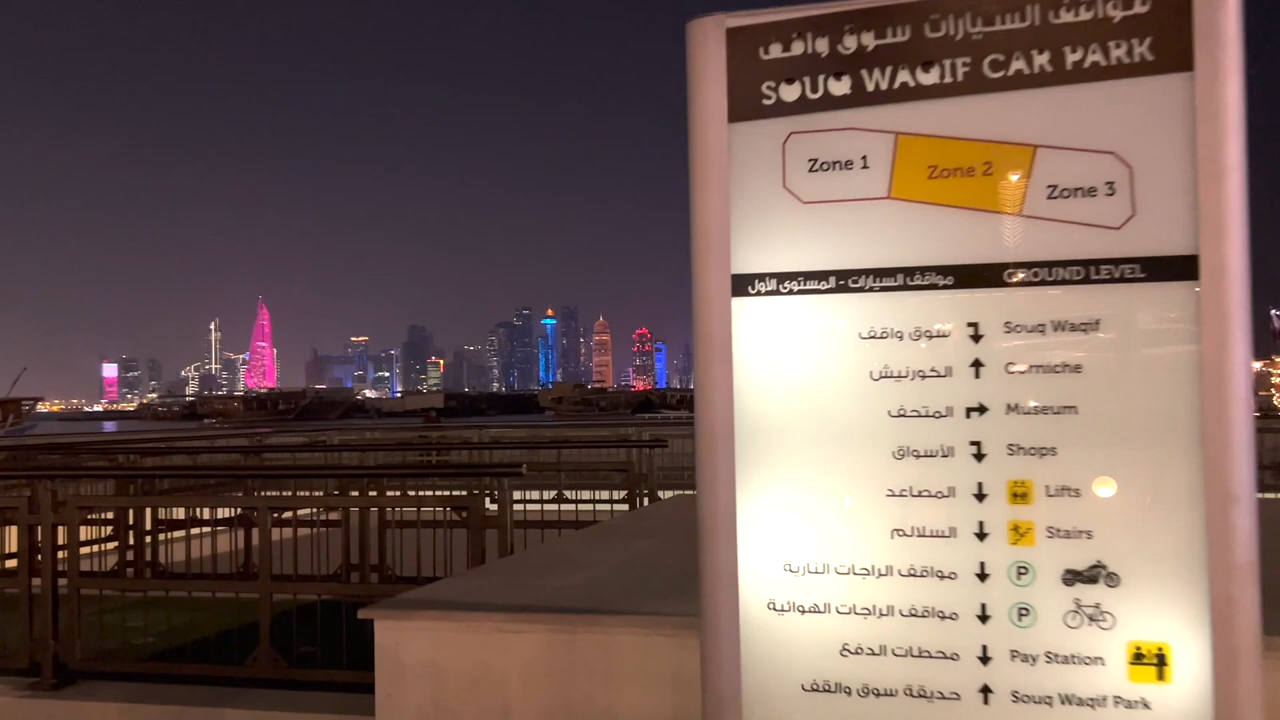 مواقف السيارات سوق واقف
SOUQ WAQIF CAR PARK
Zone 1
Zone 2
Zone 3
مواقف السيارات - المستوى الأول GROUND LEVEL
سوق واقف Souq Waqif
الكورنيش Corniche
المتحف Museum
الأسواق Shops
المصاعد Lifts
السلالم Stairs
مواقف الراجات النارية P
مواقف الراجات الهوائية P
محطات الدفع Pay Station
حديقة سوق والقف Souq Waqif Park